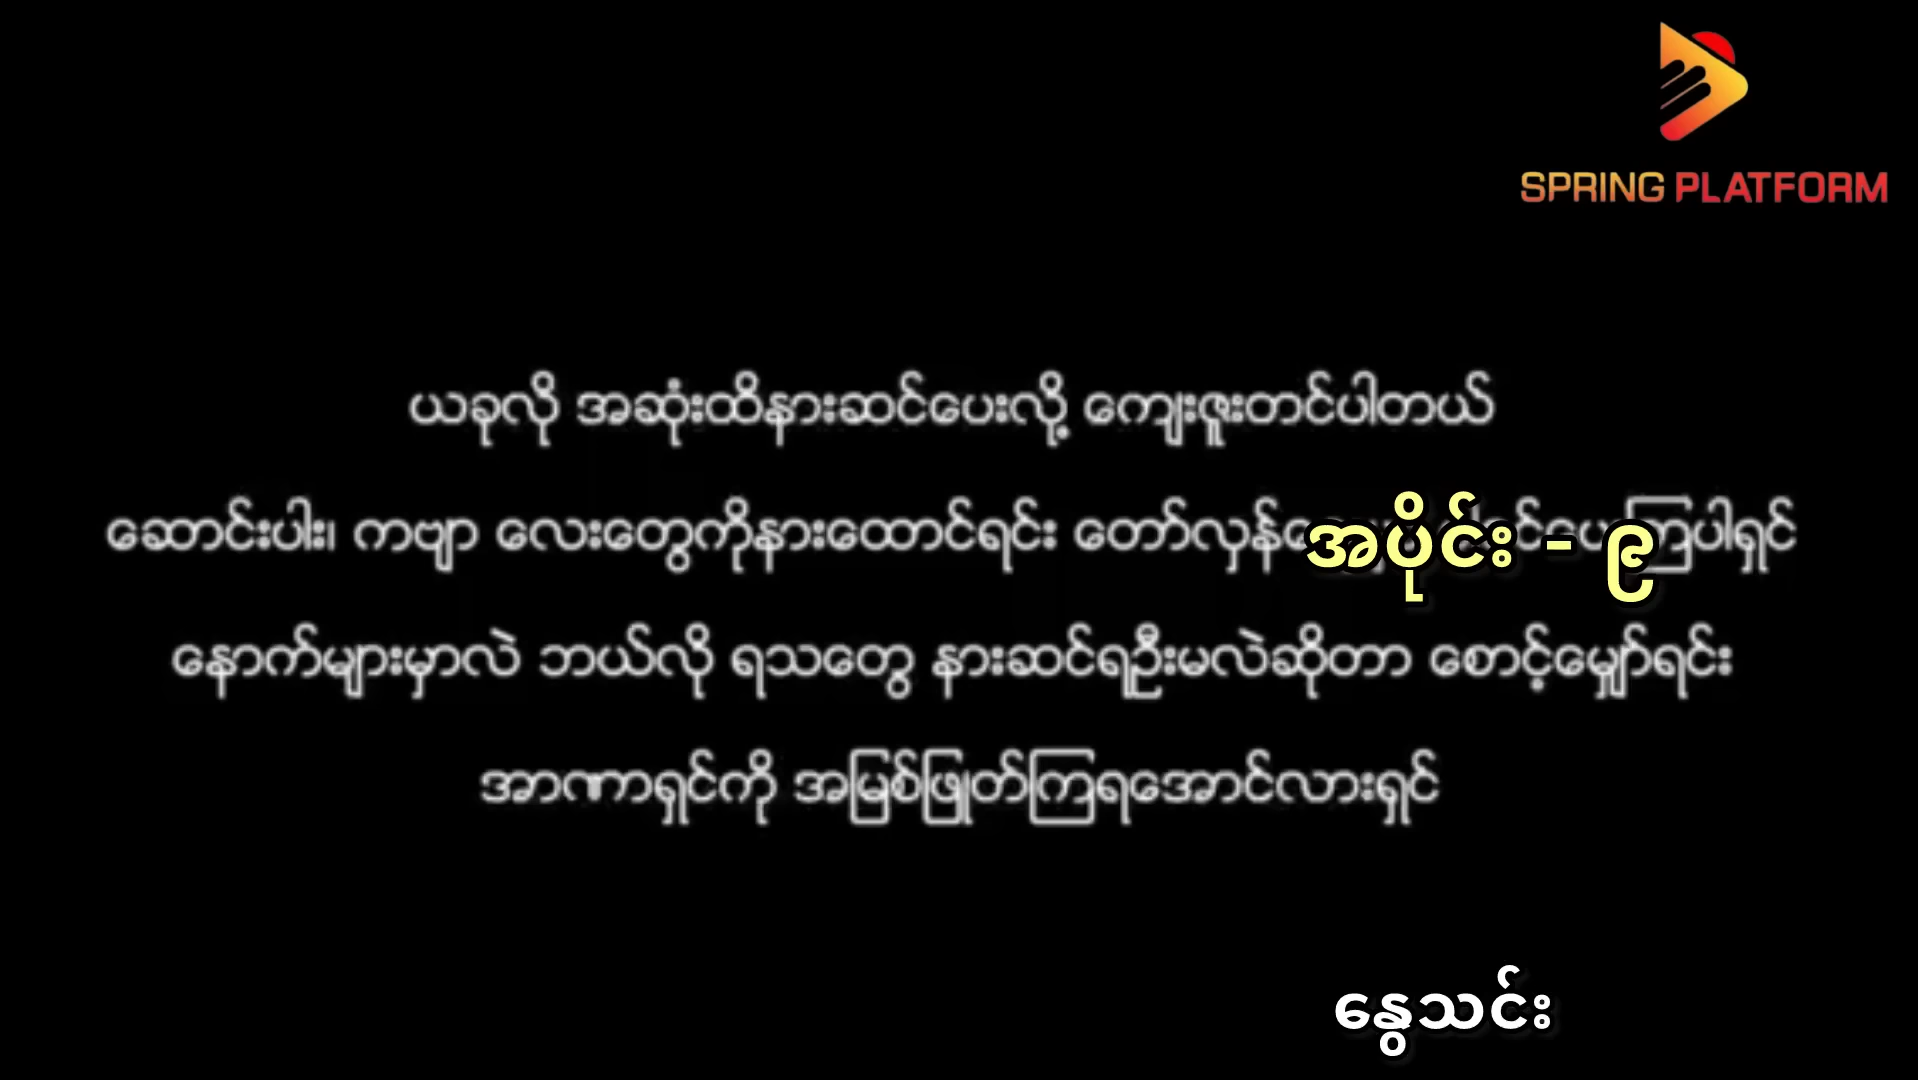 SPRING PLATFORM
ယခုလို အဆုံးထိနားဆင်ပေးလို့ ကျေးဇူးတင်ပါတယ်
ဆောင်းပါး၊ ကဗျာ လေးတွေကိုနားထောင်ရင်း တော်လှန်ရေး
အပိုင်း - ၉
နောက်များမှာလဲ ဘယ်လို ရသတွေ နားဆင်ရဦးမလဲဆိုတာ စောင့်မျှော်ရင်း
အာဏာရှင်ကို အမြစ်ဖြုတ်ကြရအောင်လားရှင်
နွေသင်း